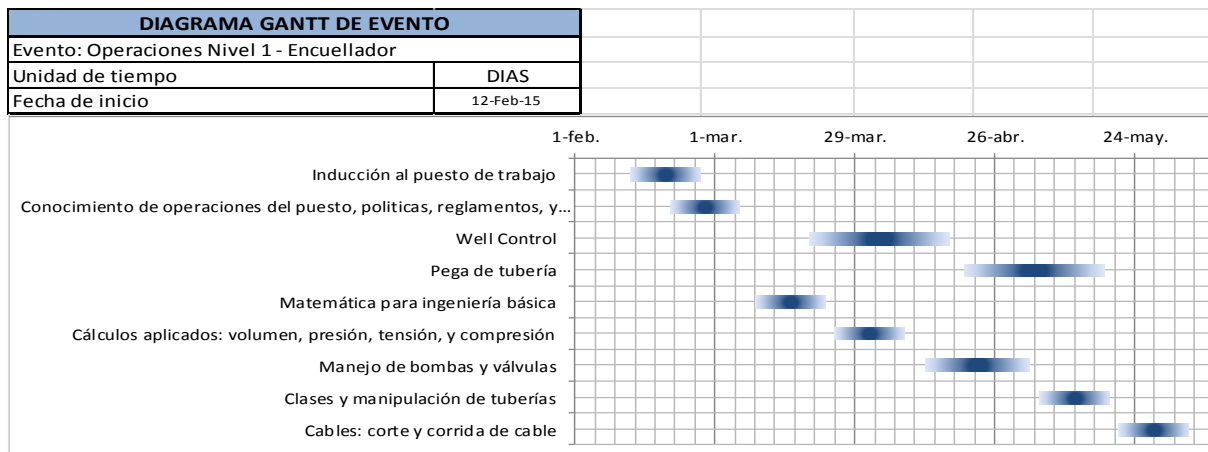 DIAGRAMA GANTT DE EVENTO
Evento: Operaciones Nivel 1 - Encuellador
Unidad de tiempo DIAS
Fecha de inicio 12-Feb-15
1-feb. 1-mar. 29-mar. 26-abr. 24-may.
Inducción al puesto de trabajo
Conocimiento de operaciones del puesto, politicas, reglamentos, y...
Well Control
Pega de tubería
Matemática para ingeniería básica
Cálculos aplicados: volumen, presión, tensión, y compresión
Manejo de bombas y válvulas
Clases y manipulación de tuberías
Cables: corte y corrida de cable